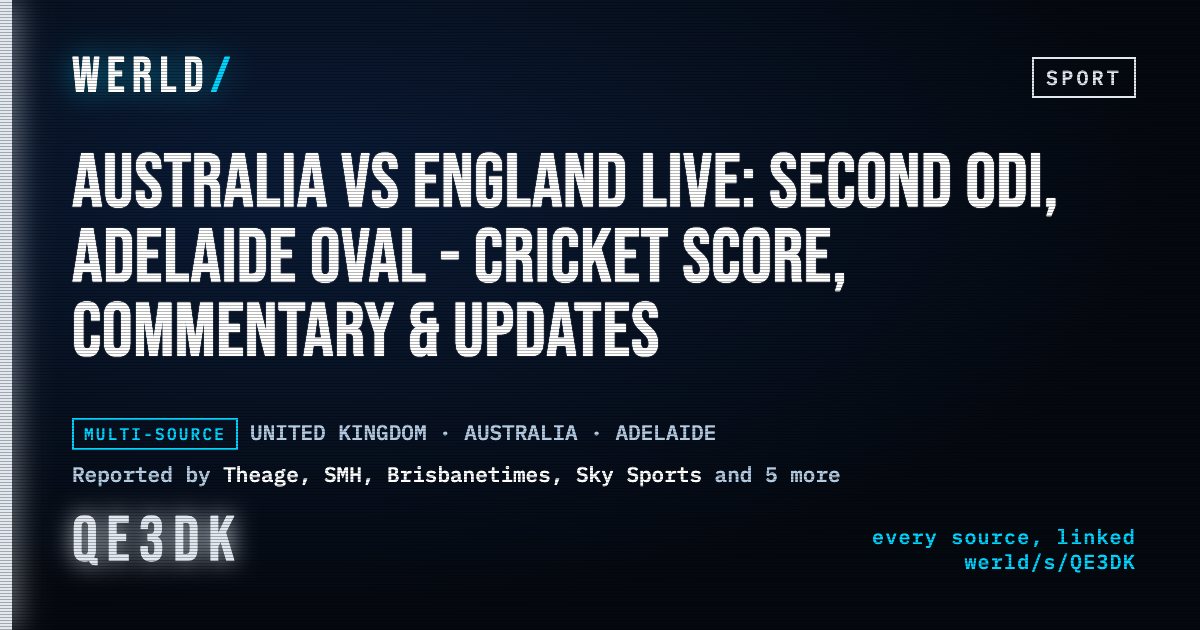 WERLD/
SPORT
AUSTRALIA VS ENGLAND LIVE: SECOND ODI,
ADELAIDE OVAL - CRICKET SCORE,
COMMENTARY & UPDATES
MULTI-SOURCE UNITED KINGDOM · AUSTRALIA · ADELAIDE
Reported by Theage, SMH, Brisbanetimes, Sky Sports and 5 more
QE3DK
every source, linked
werld/s/QE3DK